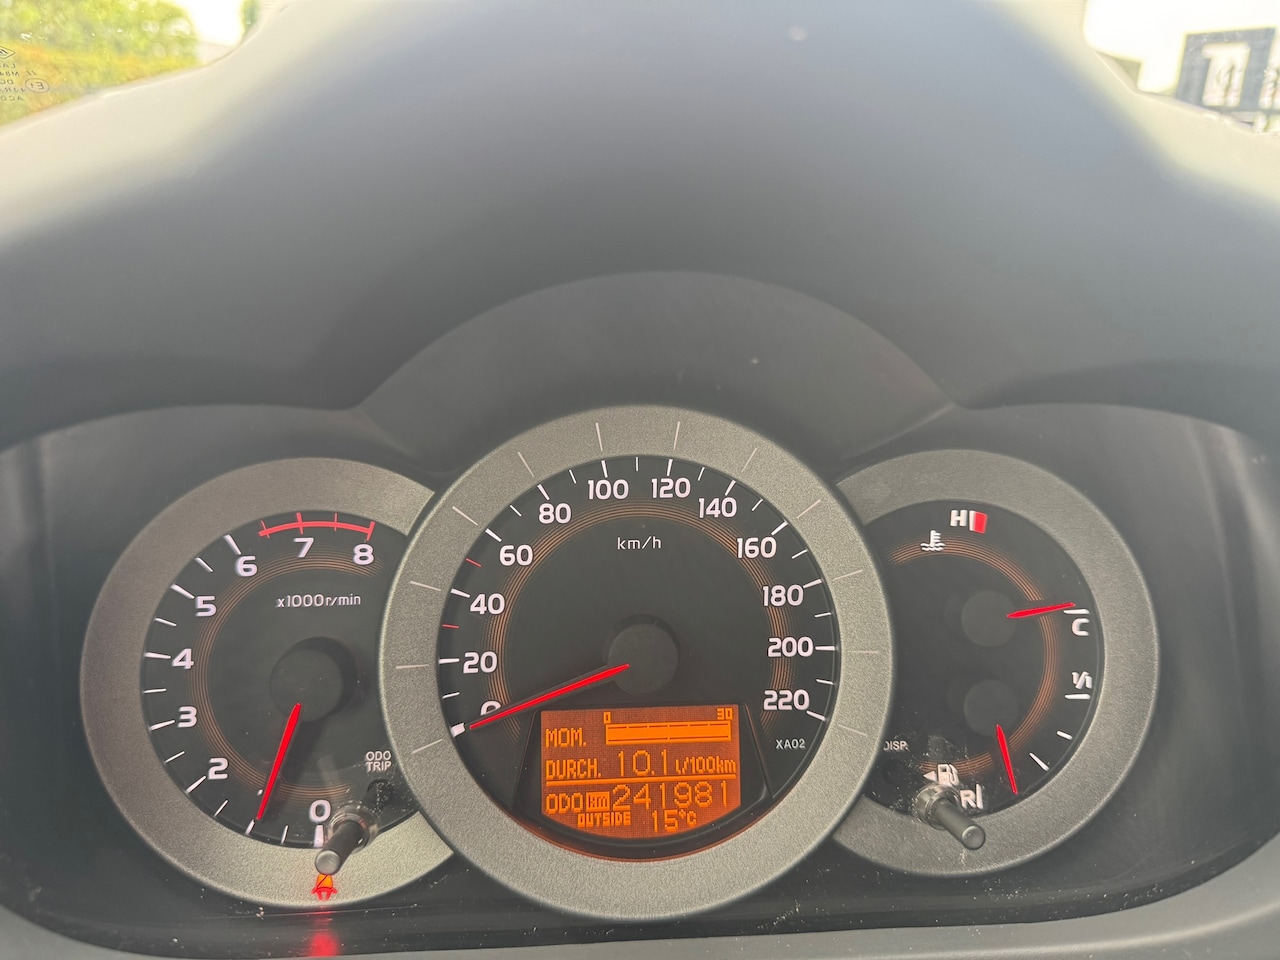 H
100 120
80 140
60 km/h 160
40 180
20 200
0 220
XA02
7
6 8
5 x1000r/min
4
3
2
0
ODO
TRIP
C
½
DISP.
R
0 30
MOM.
DURCH. 10.1 L/100km
ODO km 241981
OUTSIDE 15°C